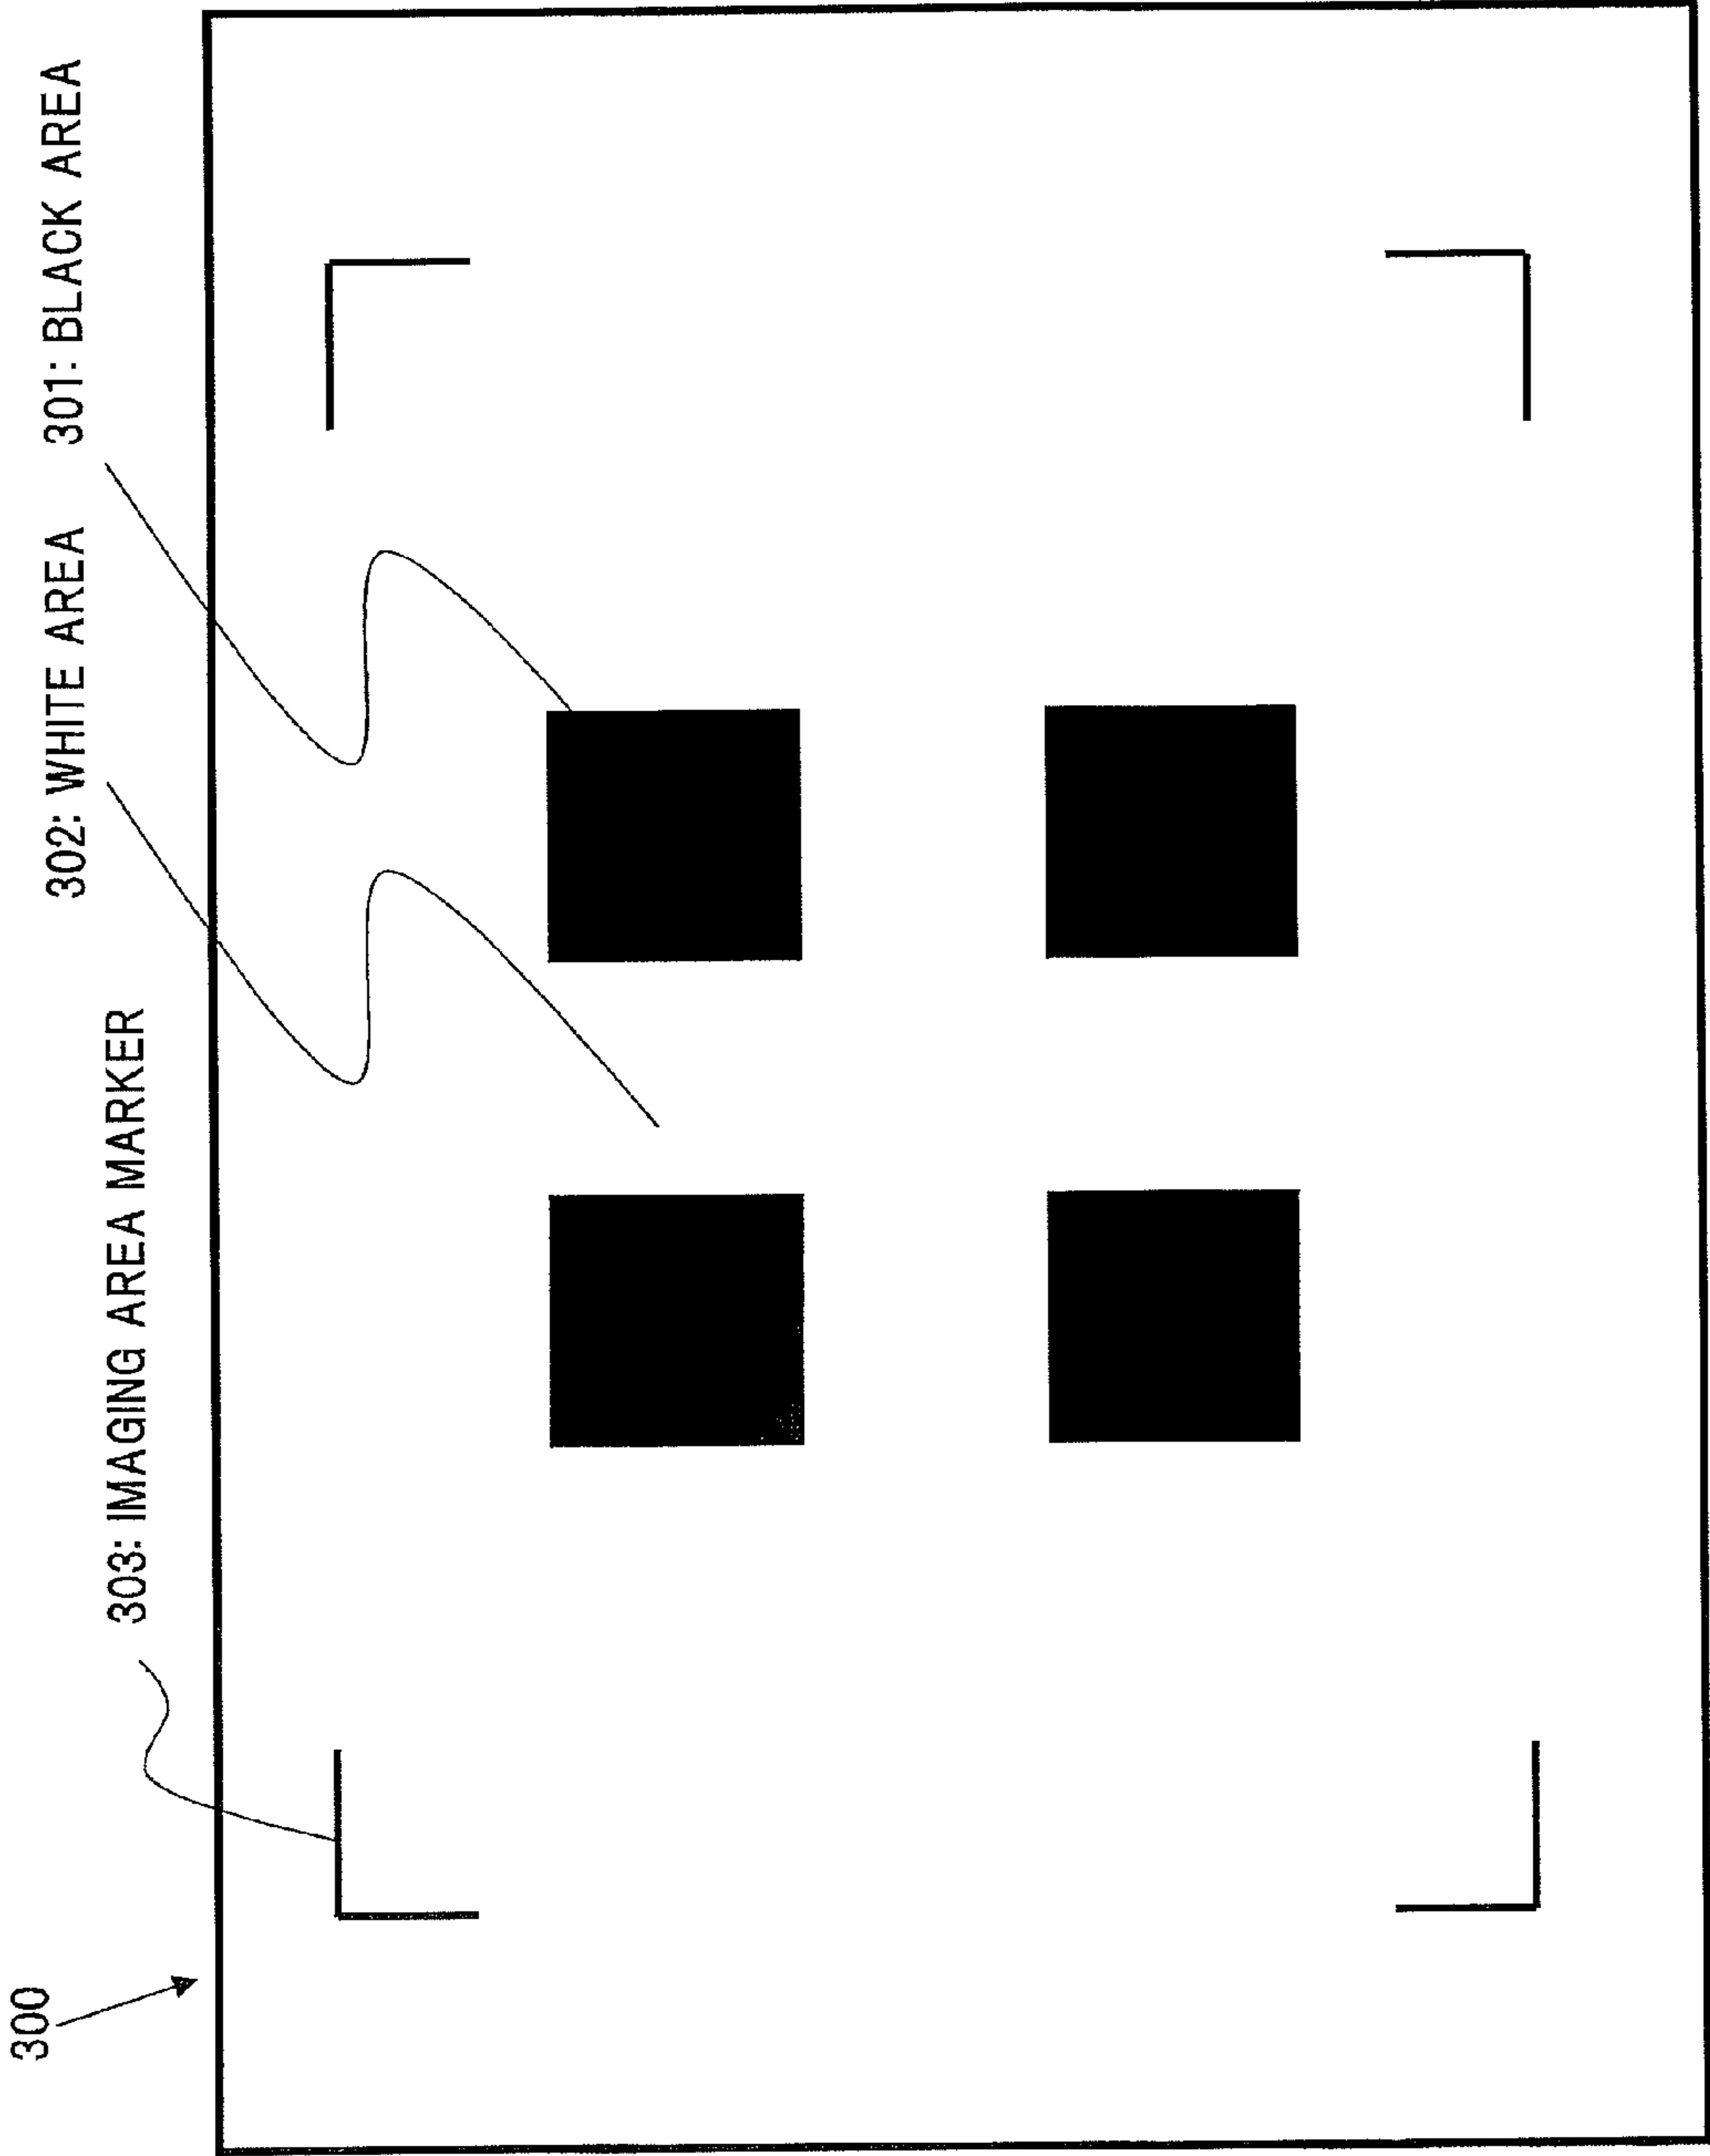 300
303: IMAGING AREA MARKER
302: WHITE AREA
301: BLACK AREA